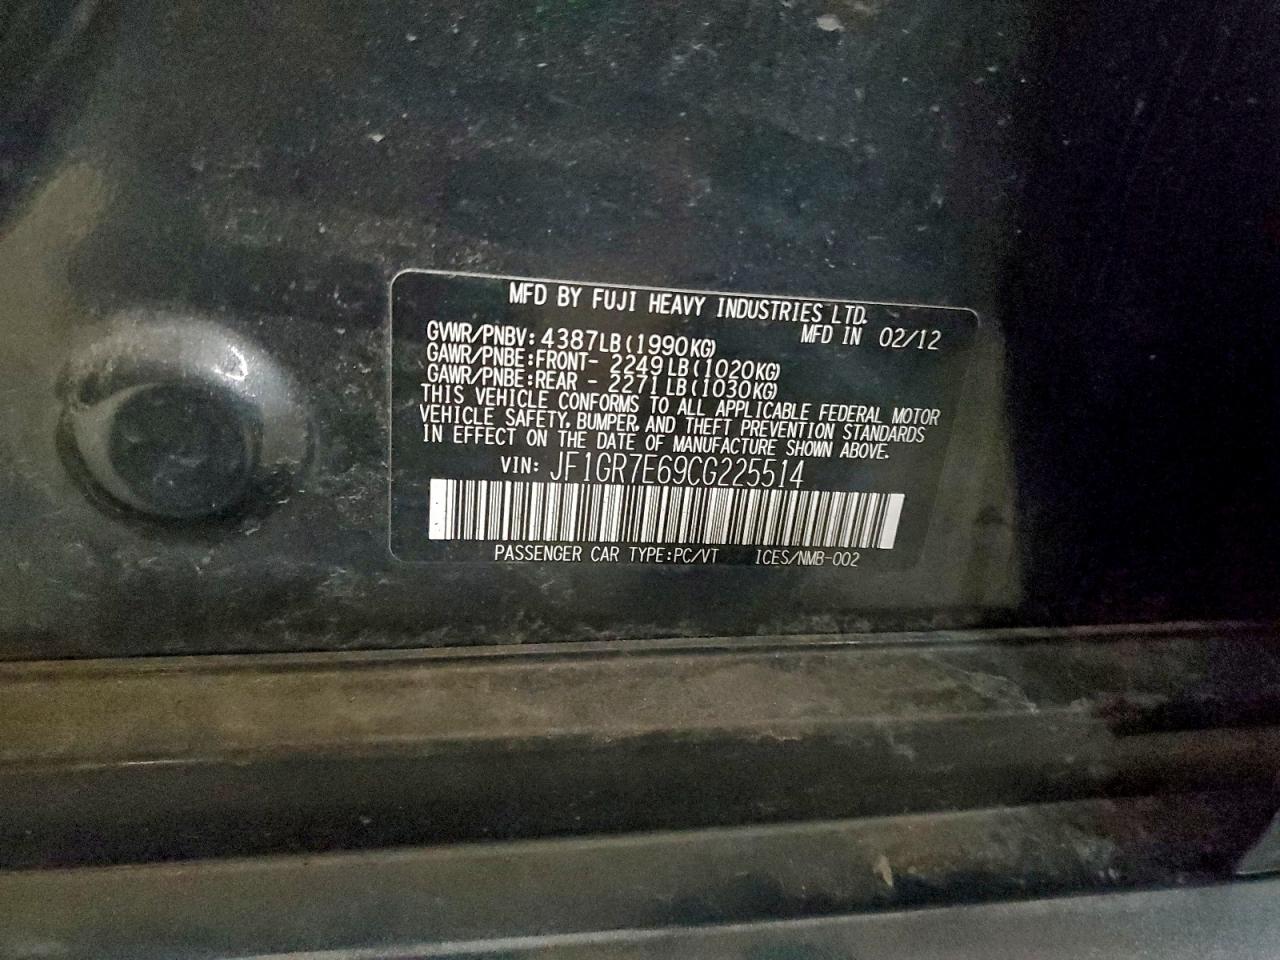 MFD BY FUJI HEAVY INDUSTRIES LTD.
MFD IN 02/12
GVWR/PNBV: 4387LB(1990KG)
GAWR/PNBE:FRONT- 2249LB(1020KG)
GAWR/PNBE:REAR - 2271LB(1030KG)
THIS VEHICLE CONFORMS TO ALL APPLICABLE FEDERAL MOTOR
VEHICLE SAFETY, BUMPER, AND THEFT PREVENTION STANDARDS
IN EFFECT ON THE DATE OF MANUFACTURE SHOWN ABOVE.
VIN: JF1GR7E69CG225514
PASSENGER CAR TYPE:PC/VT ICES/NMB-002